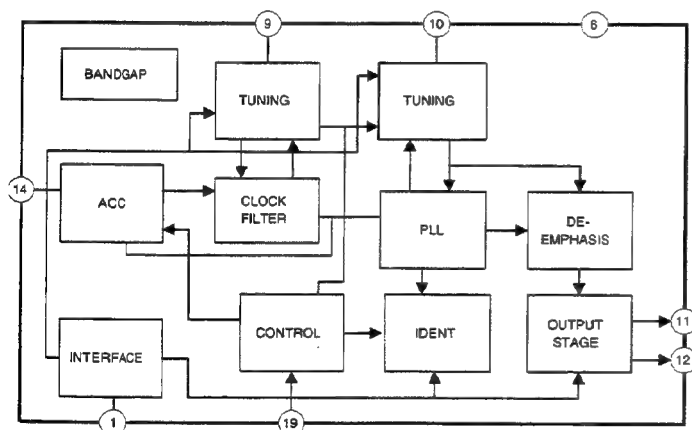 9
10
6
BANDGAP
TUNING
TUNING
14
ACC
CLOCK
FILTER
PLL
DE-
EMPHASIS
INTERFACE
CONTROL
IDENT
OUTPUT
STAGE
11
12
1
19